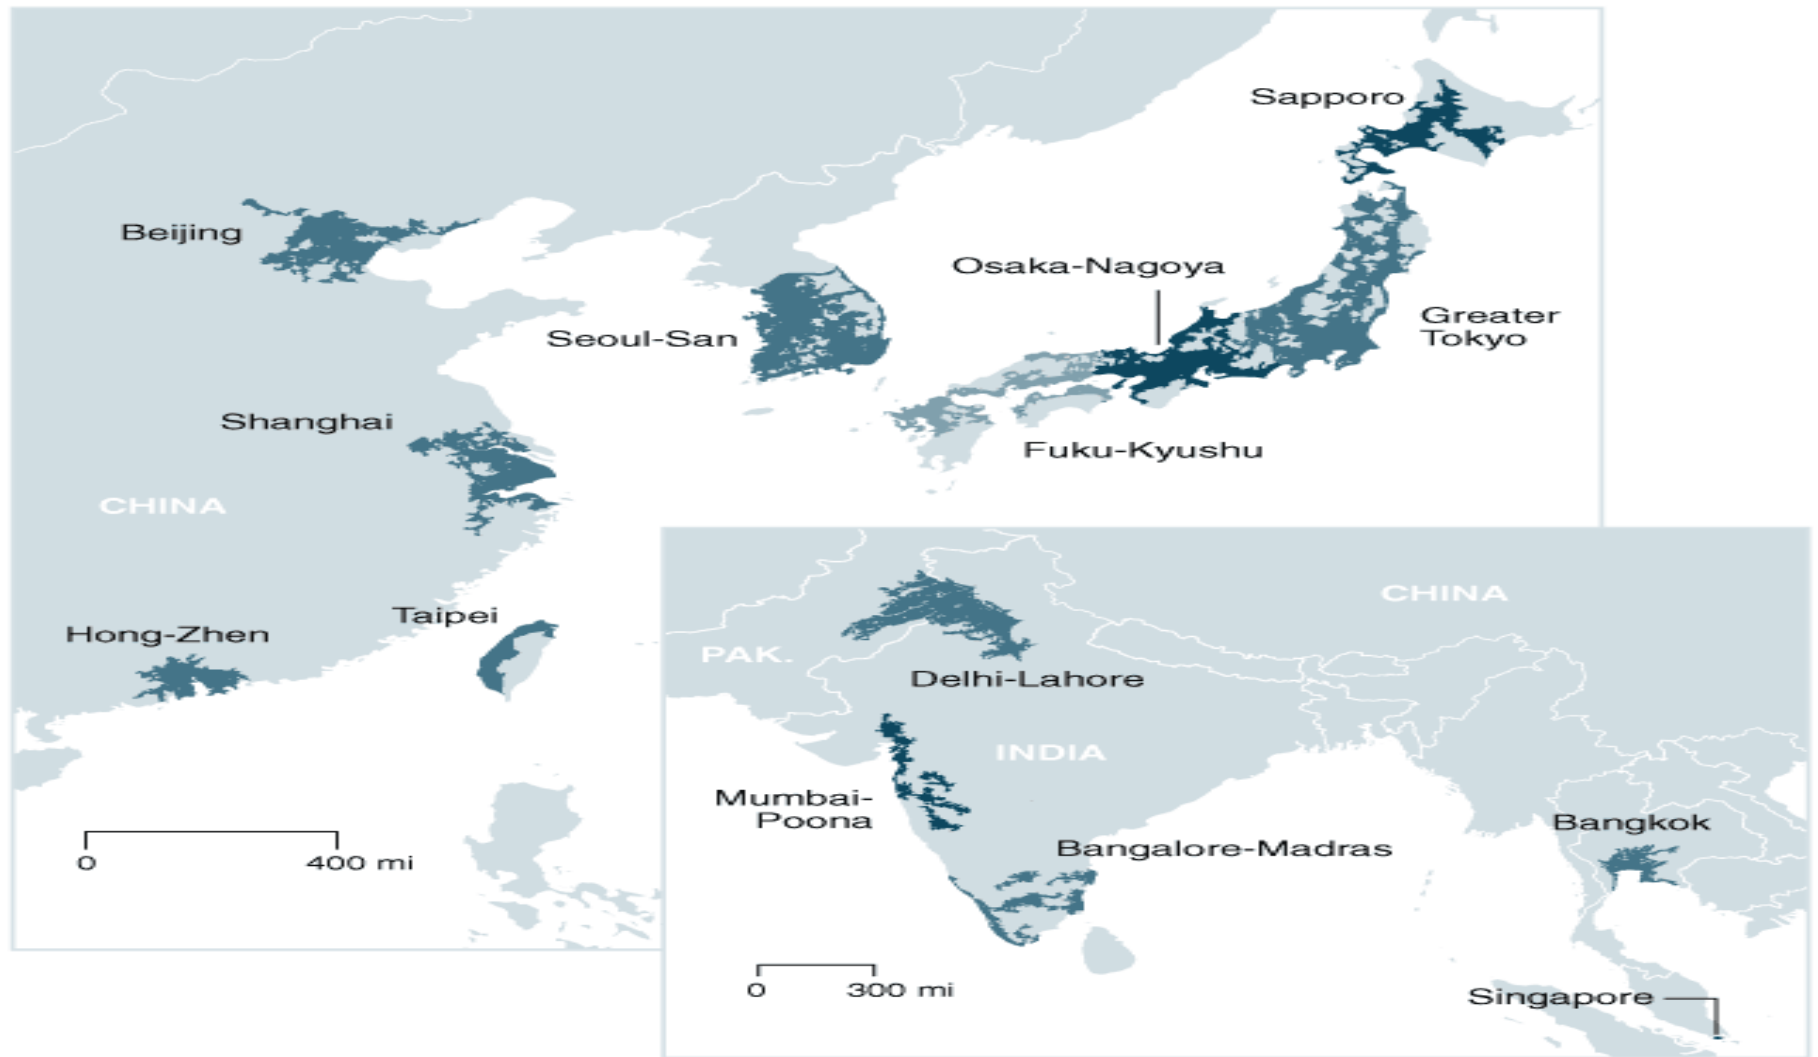 Sapporo
Beijing
Osaka-Nagoya
Greater
Tokyo
Seoul-San
Shanghai
Fuku-Kyushu
CHINA
Taipei
Hong-Zhen
0
400 mi
CHINA
PAK.
Delhi-Lahore
INDIA
Mumbai-
Poona
Bangkok
Bangalore-Madras
0
300 mi
Singapore